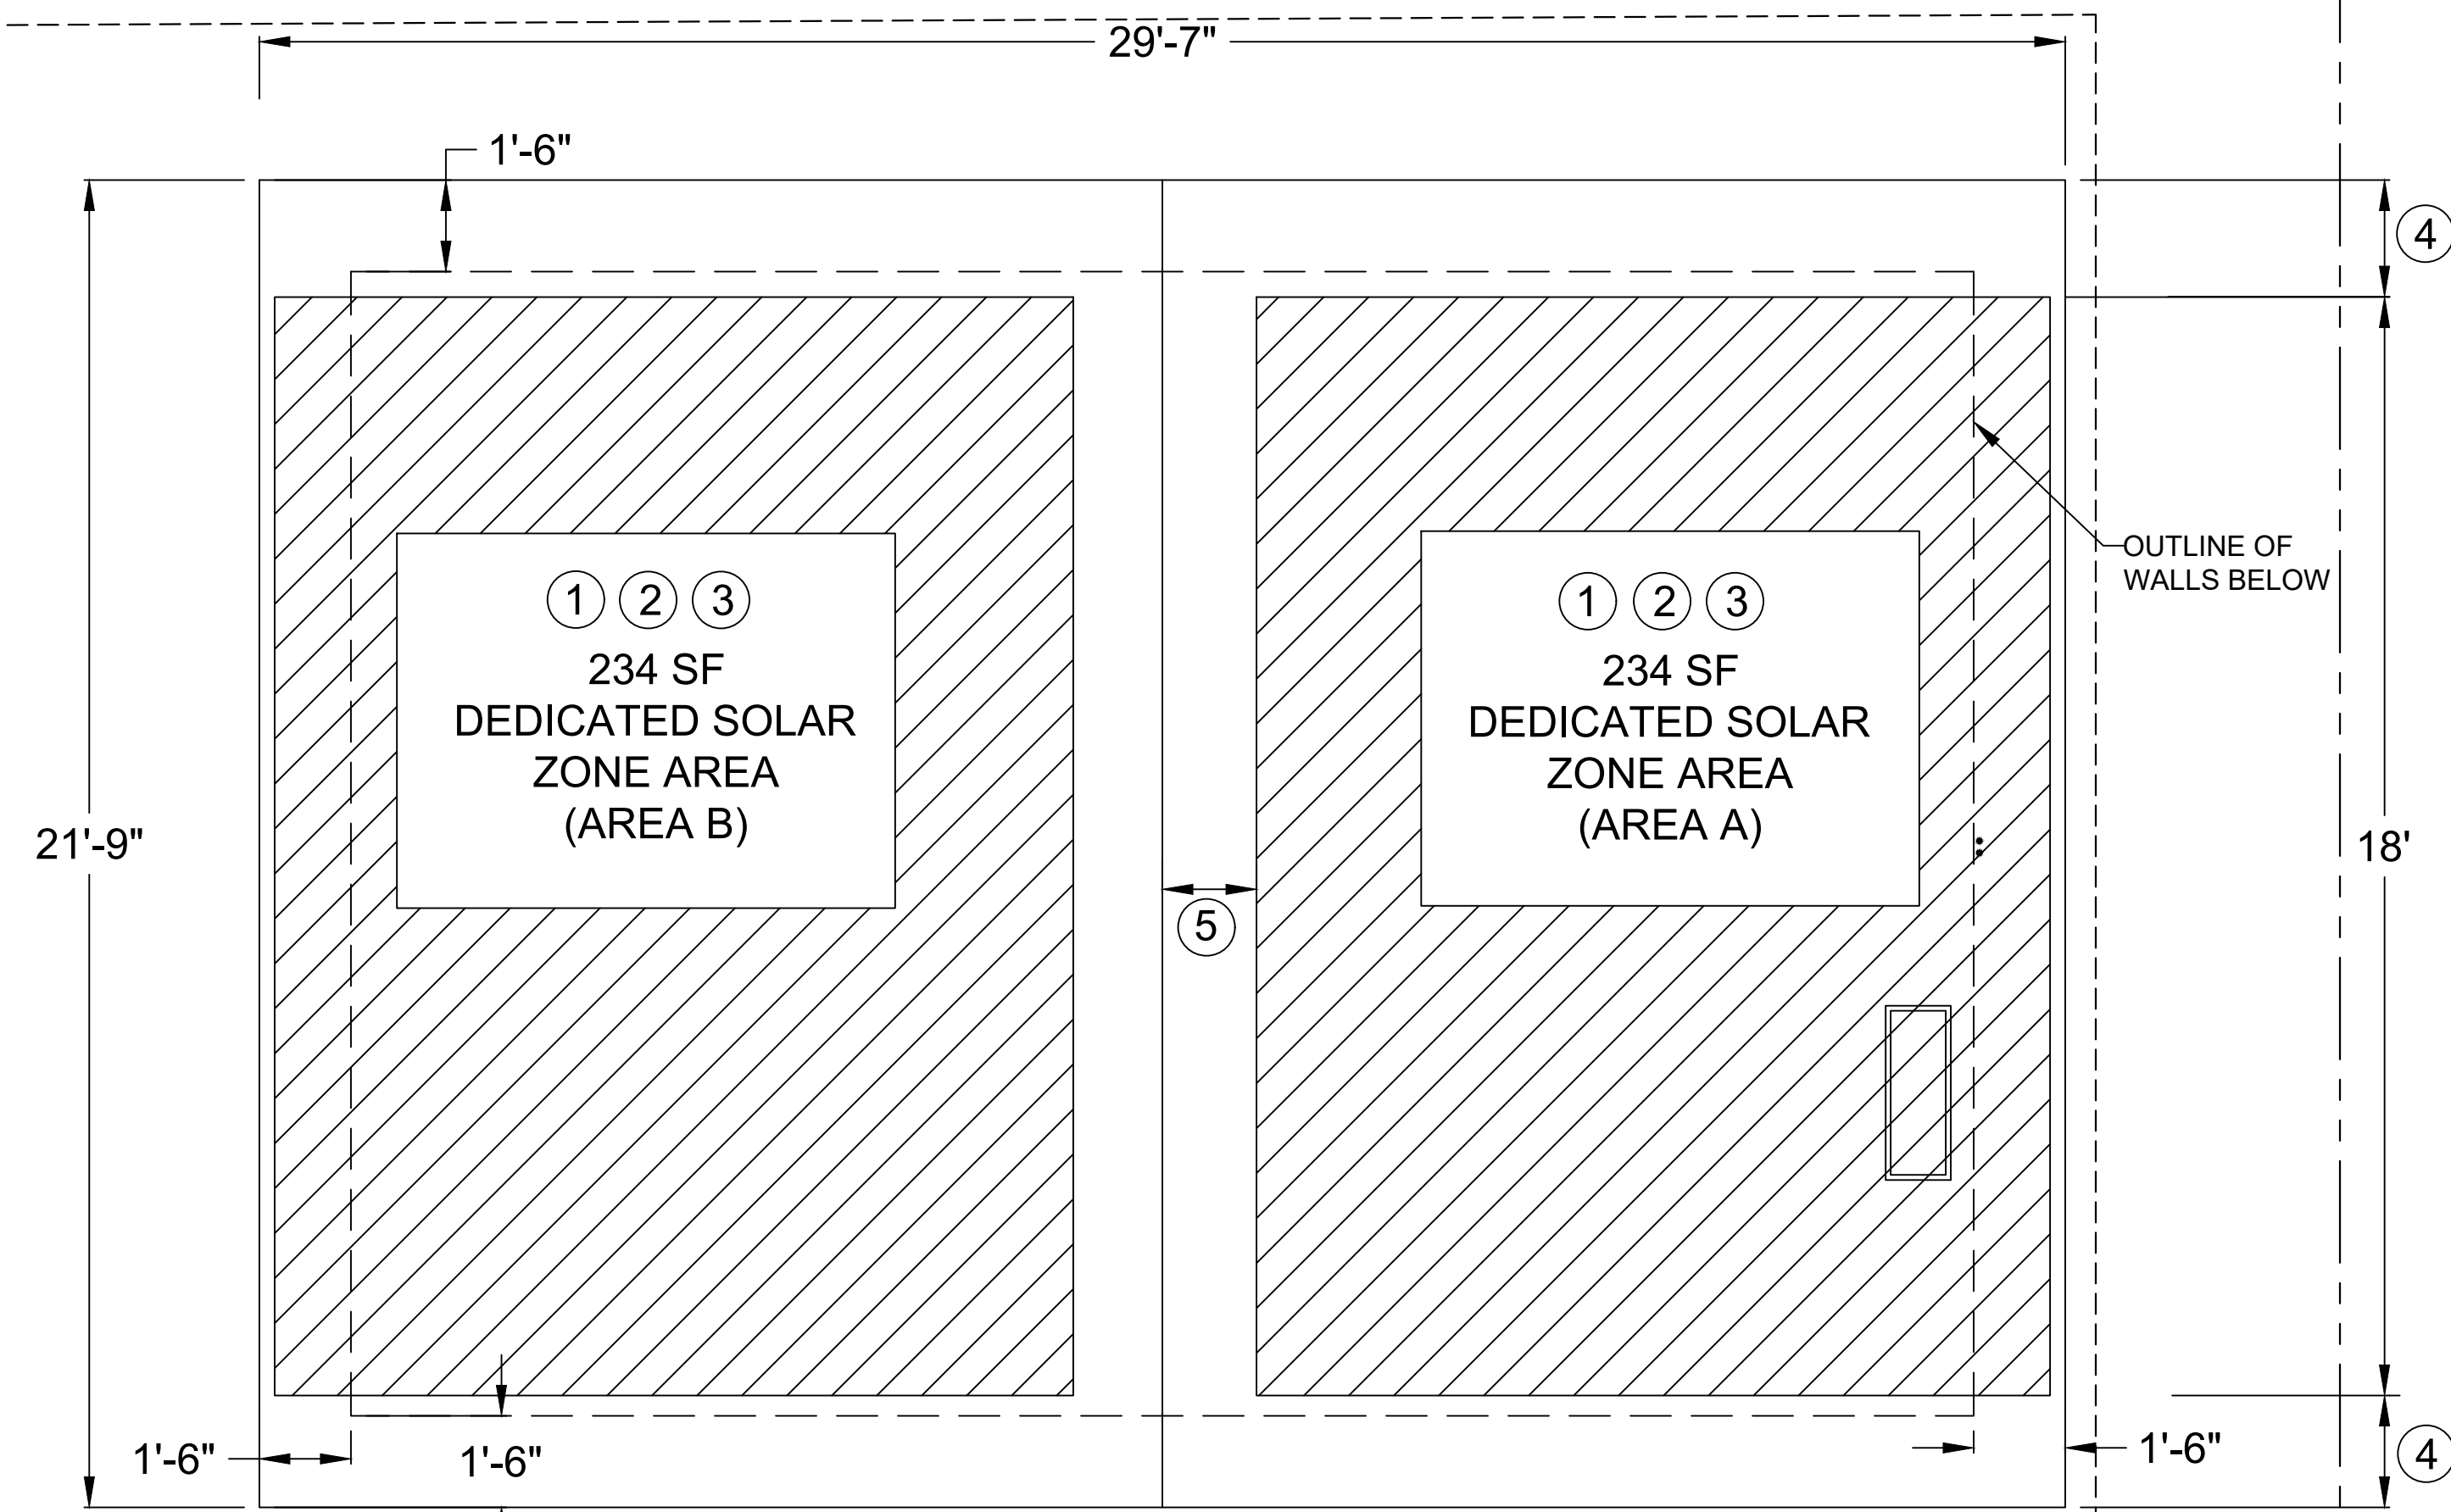 29'-7"
1'-6"
4
1 2 3
234 SF
DEDICATED SOLAR
ZONE AREA
(AREA B)
1 2 3
234 SF
DEDICATED SOLAR
ZONE AREA
(AREA A)
OUTLINE OF
WALLS BELOW
21'-9"
18'
5
1'-6"
1'-6"
1'-6"
4